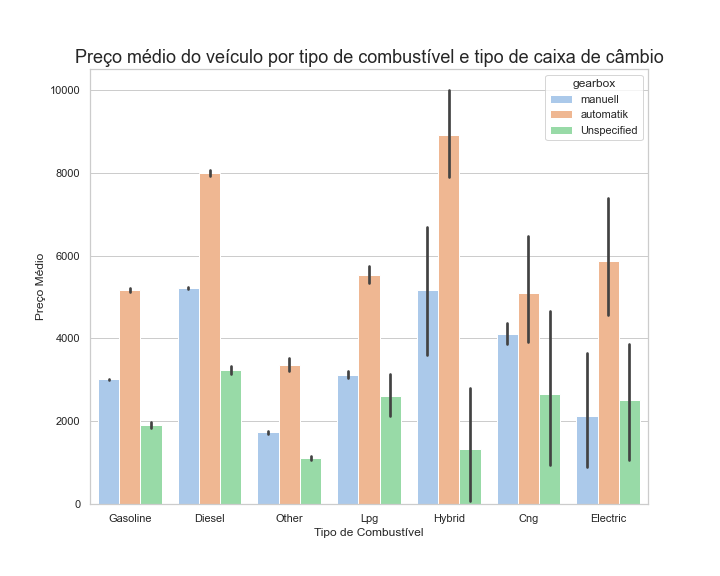 Preço médio do veículo por tipo de combustível e tipo de caixa de câmbio
gearbox
manuell
automatik
Unspecified
Preço Médio
10000
8000
6000
4000
2000
0
Gasoline Diesel Other Lpg Hybrid Cng Electric
Tipo de Combustível